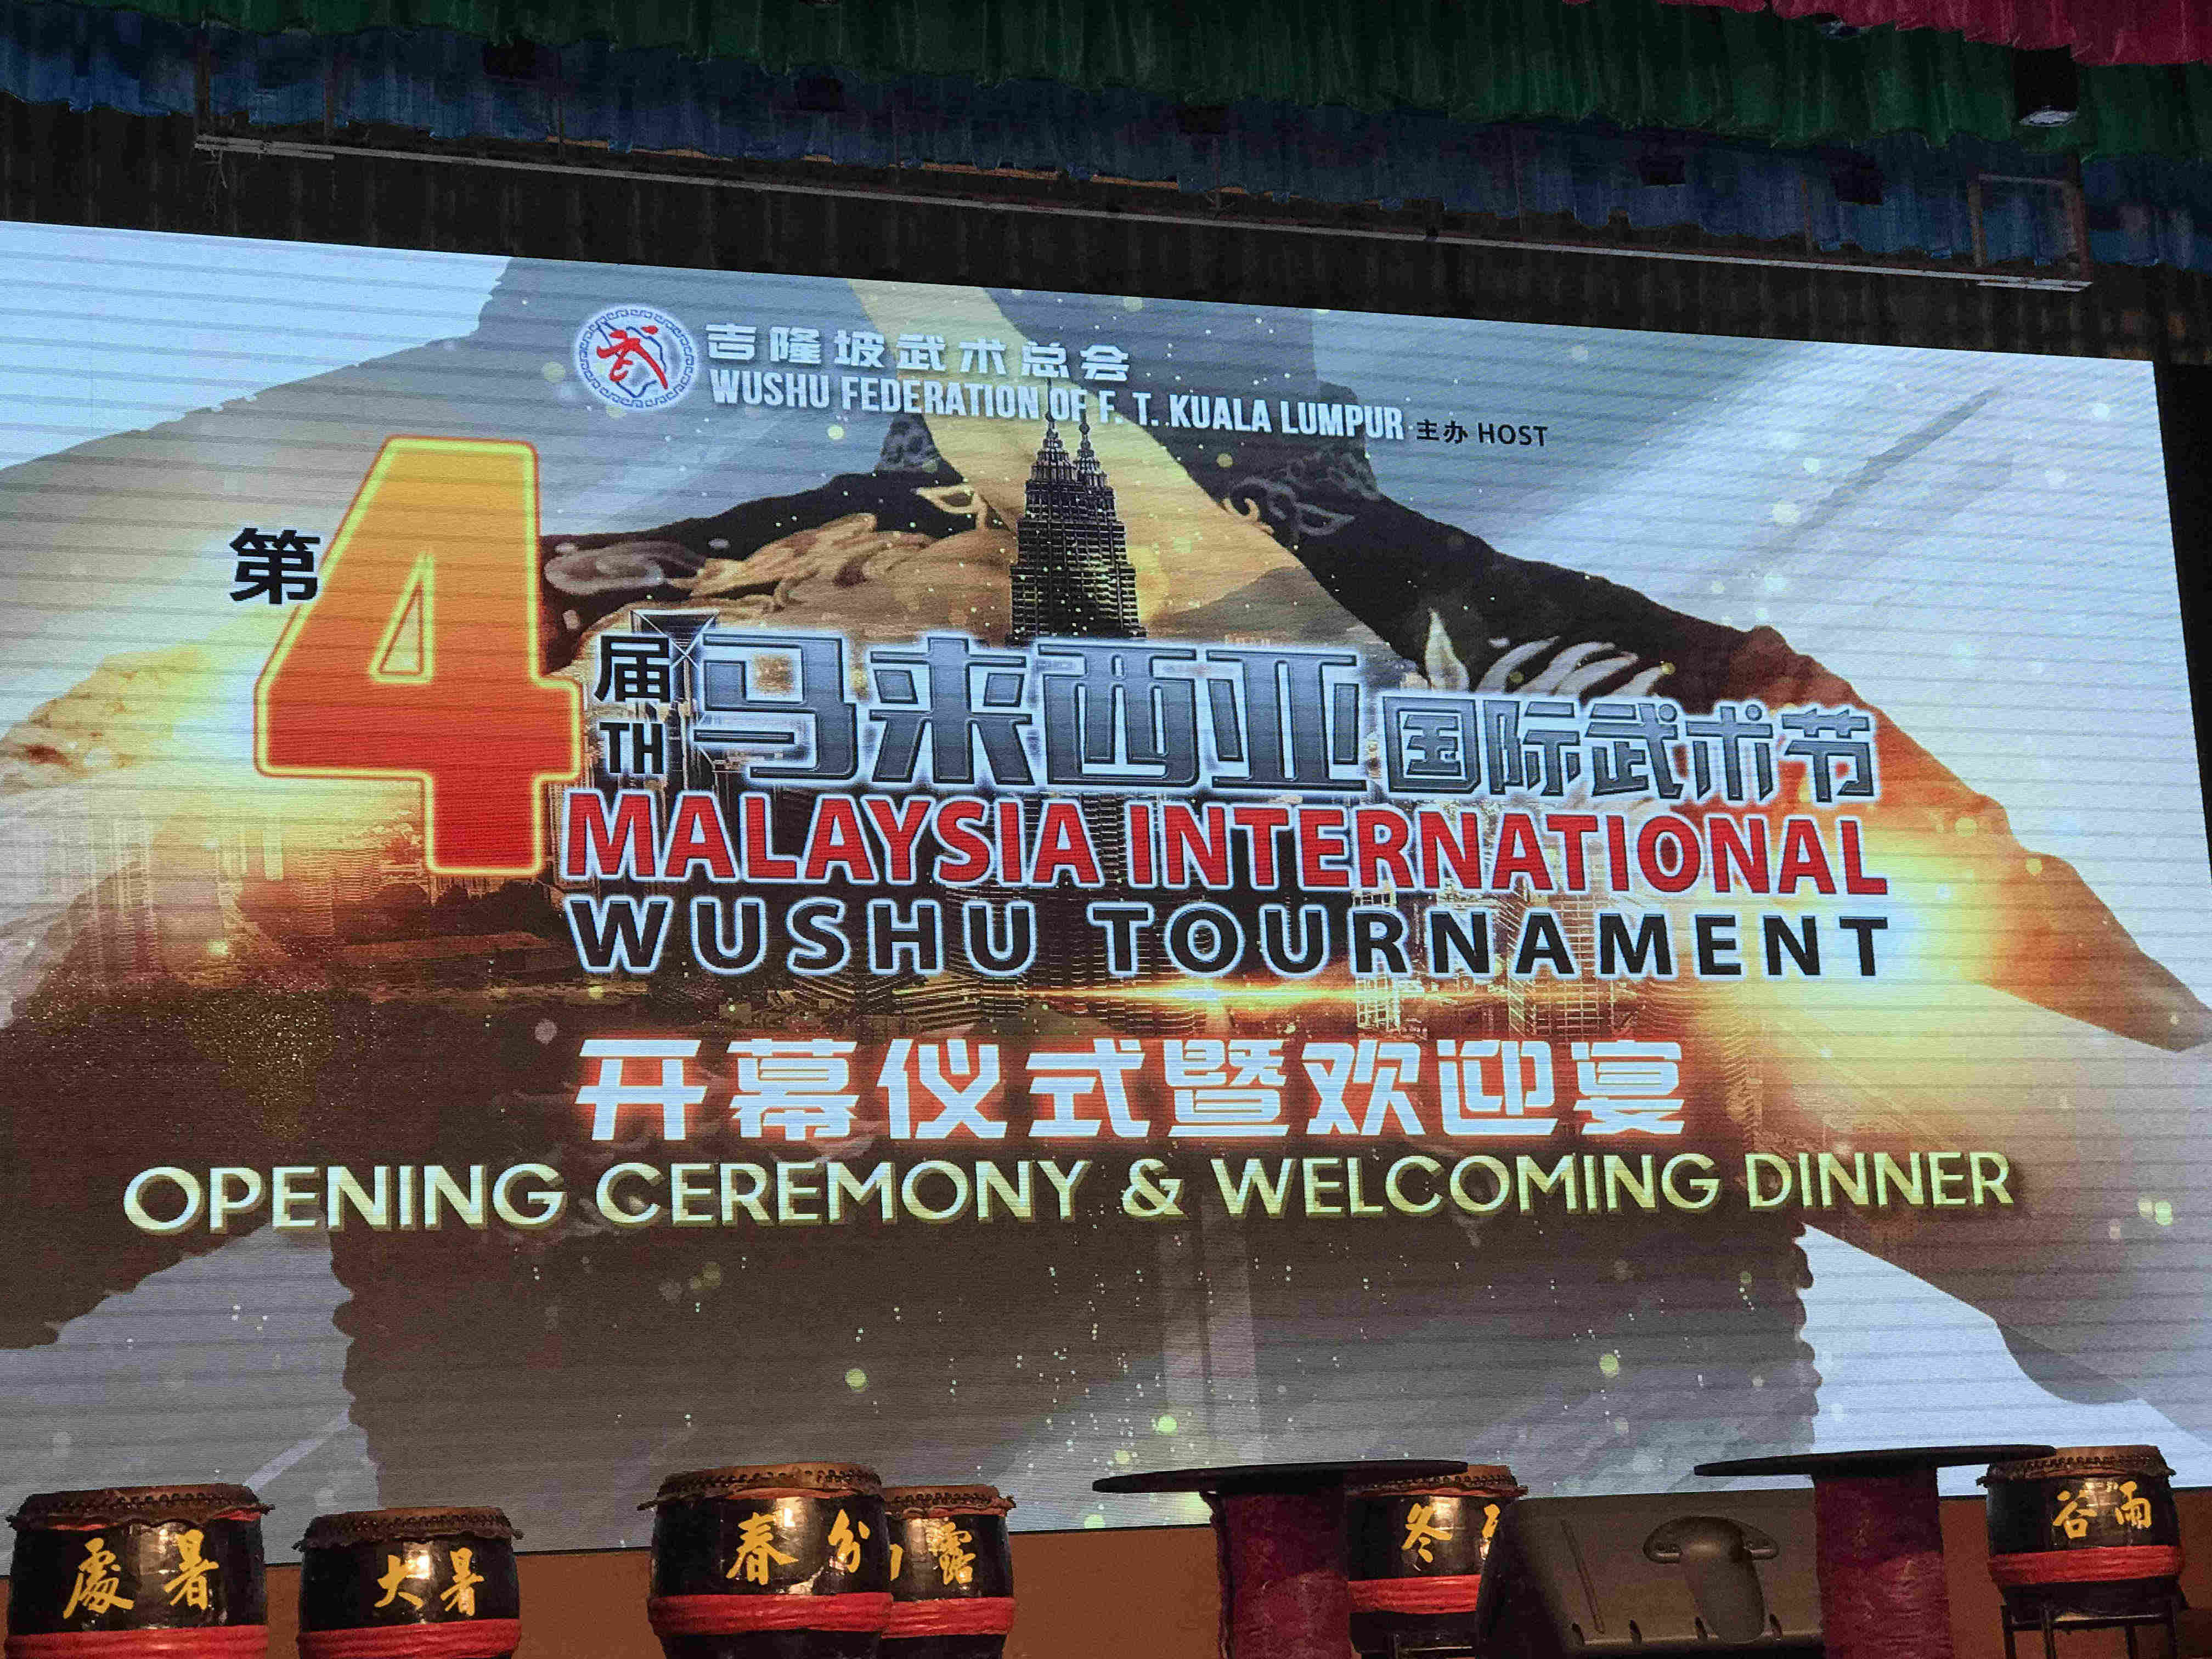 吉隆坡武术总会
WUSHU FEDERATION OF F. T. KUALA LUMPUR 主办 HOST
第4届
TH
马来西亚国际武术节
MALAYSIA INTERNATIONAL
WUSHU TOURNAMENT
开幕仪式暨欢迎宴
OPENING CEREMONY & WELCOMING DINNER
處暑
大暑
春分
露
冬
谷雨